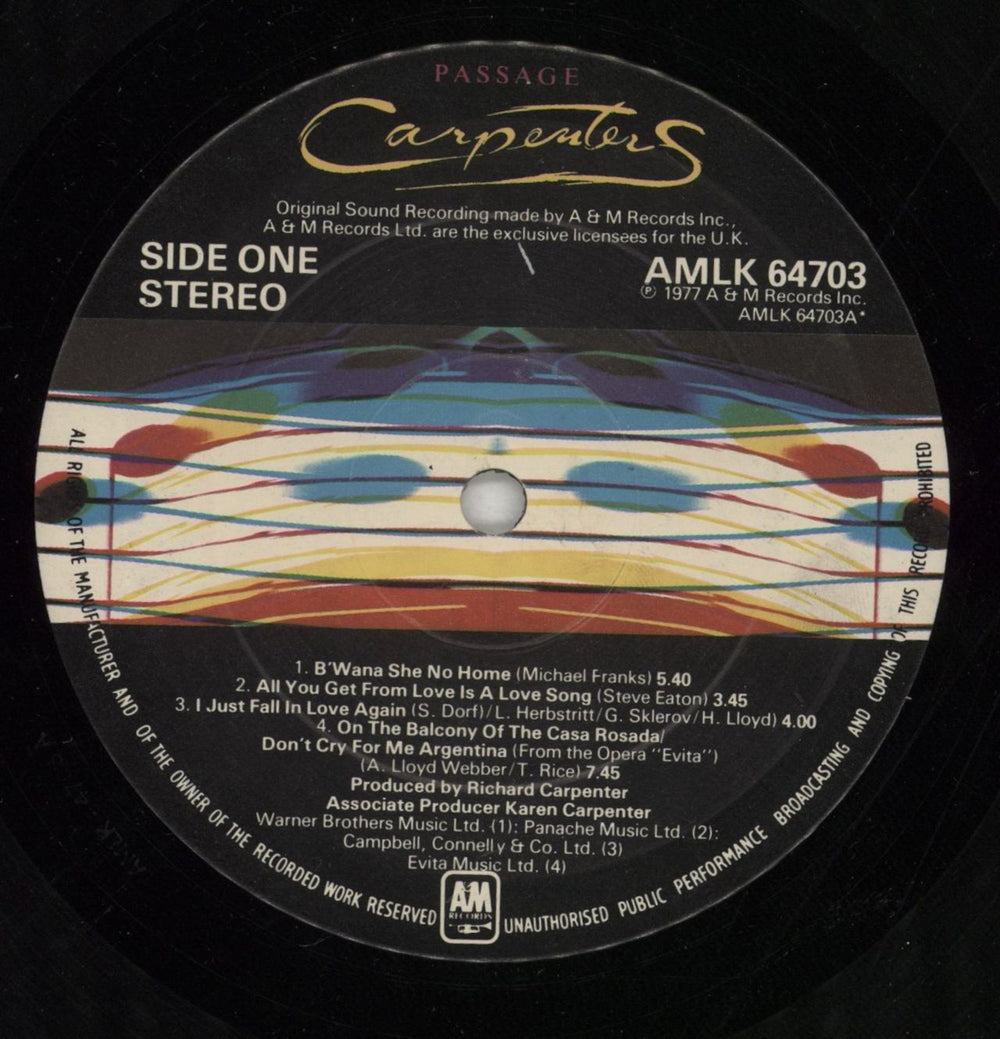 PASSAGE
Carpenters
Original Sound Recording made by A & M Records Inc.,
A & M Records Ltd. are the exclusive licensees for the U.K.
SIDE ONE
STEREO
AMLK 64703
℗ 1977 A & M Records Inc.
AMLK 64703A*
1. B'Wana She No Home (Michael Franks) 5.40
2. All You Get From Love Is A Love Song (Steve Eaton) 3.45
3. I Just Fall In Love Again (S. Dorf)/L. Herbstritt/G. Sklerov/H. Lloyd) 4.00
4. On The Balcony Of The Casa Rosada/
Don't Cry For Me Argentina (From the Opera "Evita")
(A. Lloyd Webber/T. Rice) 7.45
Produced by Richard Carpenter
Associate Producer Karen Carpenter
Warner Brothers Music Ltd. (1): Panache Music Ltd. (2):
Campbell, Connelly & Co. Ltd. (3)
Evita Music Ltd. (4)
A&M
RECORDS
ALL RIGHTS OF THE MANUFACTURER AND OF THE OWNER OF THE RECORDED WORK RESERVED
UNAUTHORISED PUBLIC PERFORMANCE BROADCASTING AND COPYING OF THIS RECORD PROHIBITED